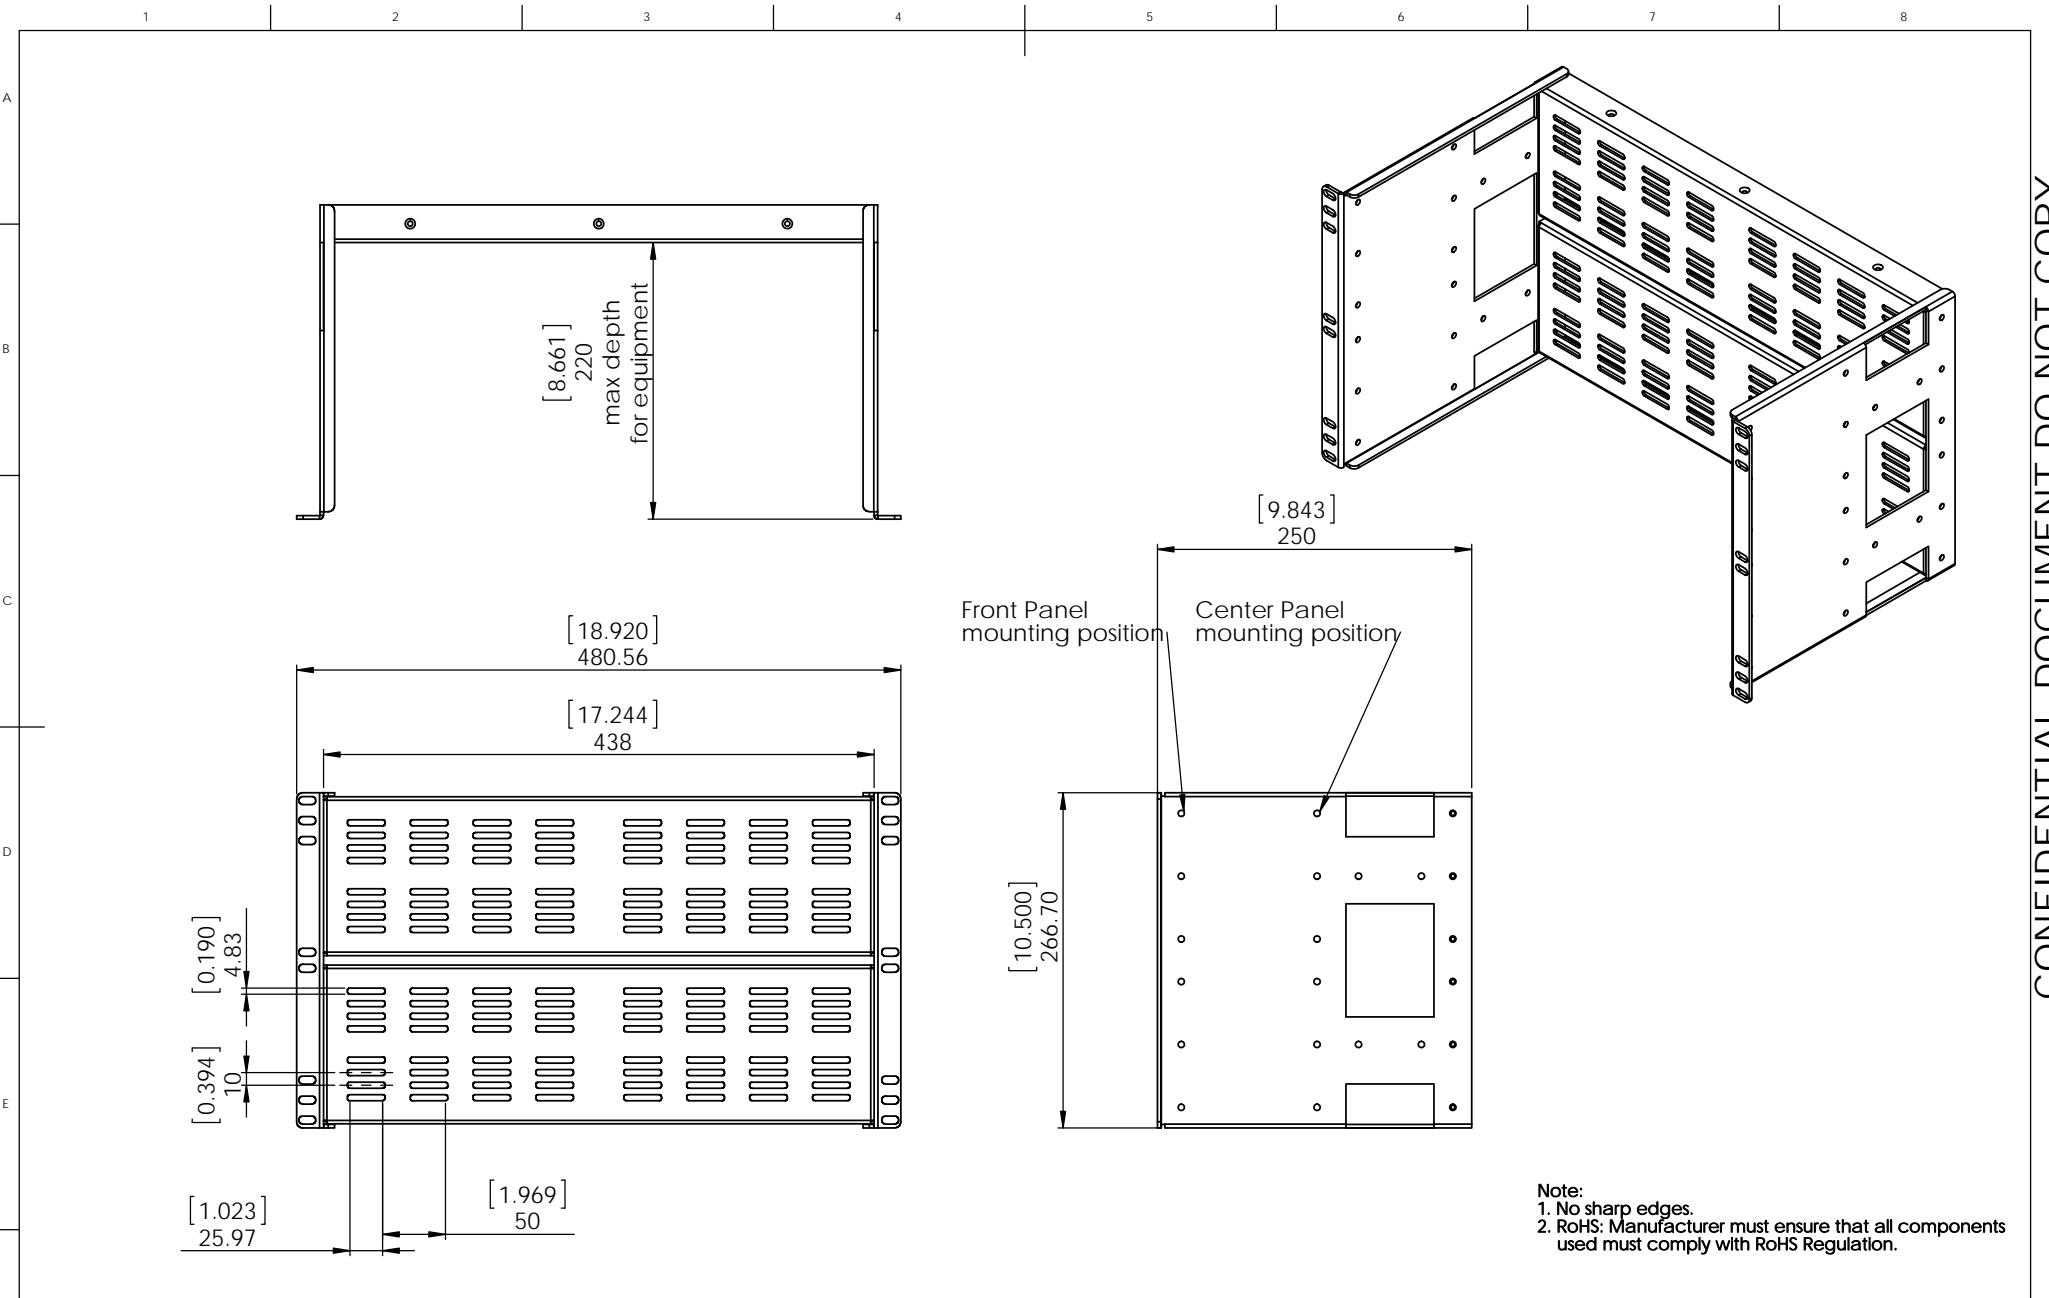 1 2 3 4 5 6 7 8
A
B
C
D
E
[8.661]
220
max depth
for equipment
[9.843]
250
Front Panel
mounting position
Center Panel
mounting position
[18.920]
480.56
[17.244]
438
[0.190]
4.83
[0.394]
10
[10.500]
266.70
[1.023]
25.97
[1.969]
50
Note:
1. No sharp edges.
2. RoHS: Manufacturer must ensure that all components
used must comply with RoHS Regulation.
CONFIDENTIAL DOCUMENT DO NOT COPY